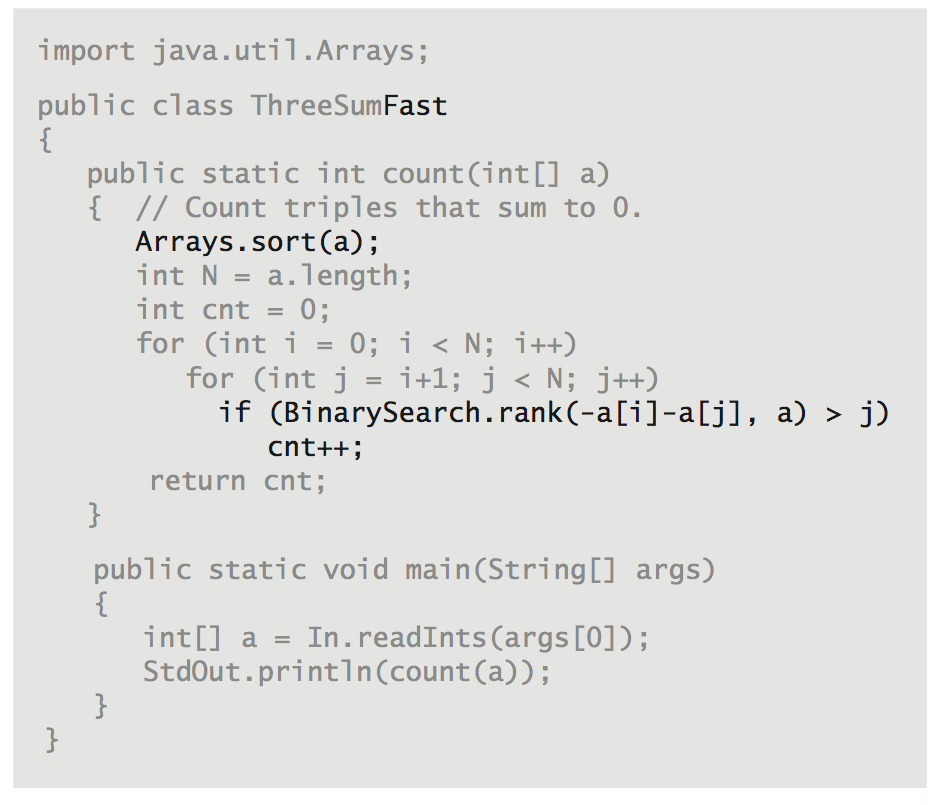 import java.util.Arrays;
public class ThreeSumFast
{
public static int count(int[] a)
{ // Count triples that sum to 0.
Arrays.sort(a);
int N = a.length;
int cnt = 0;
for (int i = 0; i < N; i++)
for (int j = i+1; j < N; j++)
if (BinarySearch.rank(-a[i]-a[j], a) > j)
cnt++;
return cnt;
}
public static void main(String[] args)
{
int[] a = In.readInts(args[0]);
StdOut.println(count(a));
}
}